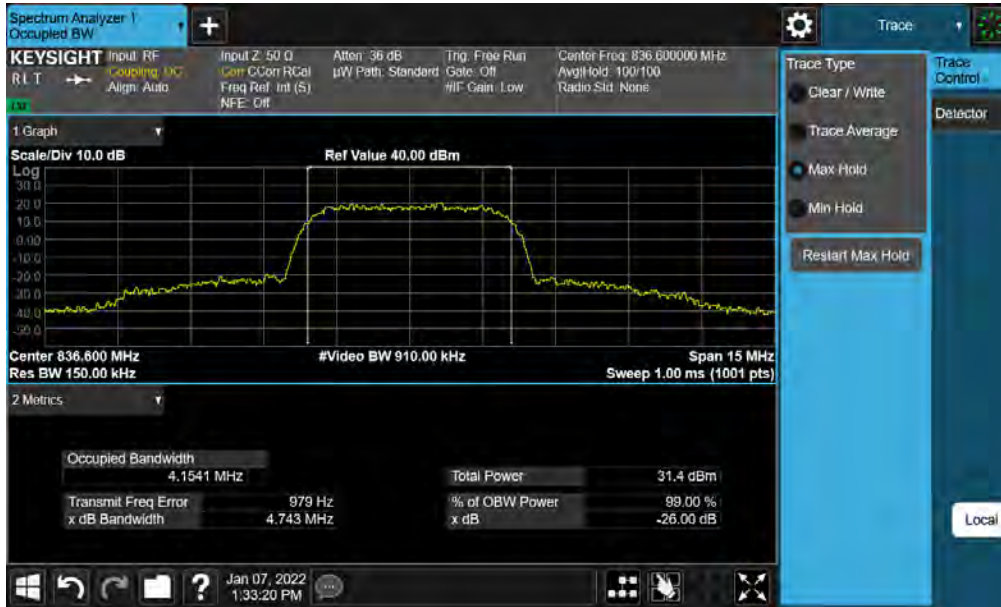 Spectrum Analyzer 1
Occupied BW
Trace
KEYSIGHT
Input: RF
Coupling: DC
Align: Auto
RLT
Input Z: 50 Ω
Corr CCorr RCal
Freq Ref: Int (S)
NFE: Off
Atten: 36 dB
µW Path: Standard
Trig: Free Run
Gate: Off
#IF Gain: Low
Center Freq: 836.600000 MHz
Avg|Hold: 100/100
Radio Std: None
1 Graph
Scale/Div 10.0 dB
Ref Value 40.00 dBm
Log
30.0
20.0
10.0
0.00
-10.0
-20.0
-30.0
-40.0
-50.0
Center 836.600 MHz
#Video BW 910.00 kHz
Span 15 MHz
Res BW 150.00 kHz
Sweep 1.00 ms (1001 pts)
2 Metrics
Occupied Bandwidth
4.1541 MHz
Total Power
31.4 dBm
Transmit Freq Error
979 Hz
% of OBW Power
99.00 %
x dB Bandwidth
4.743 MHz
x dB
-26.00 dB
Trace Type
Clear / Write
Trace Average
Max Hold
Min Hold
Restart Max Hold
Trace
Control
Detector
Local
?
Jan 07, 2022
1:33:20 PM